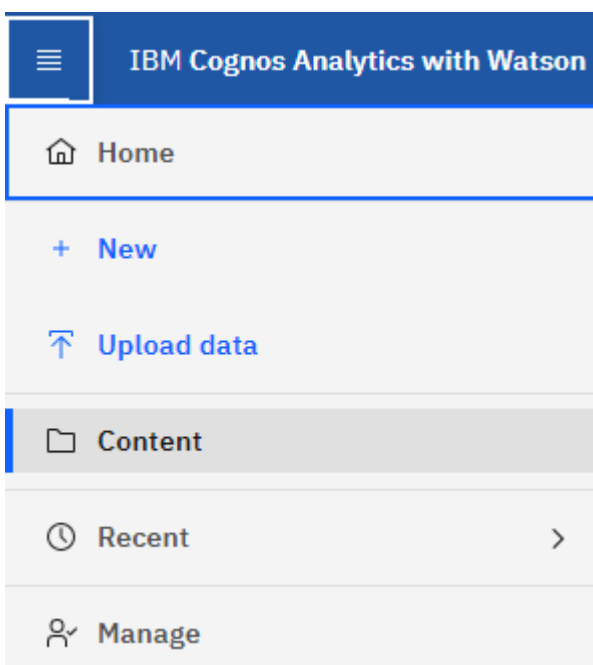 IBM Cognos Analytics with Watson
Home
New
Upload data
Content
Recent
Manage